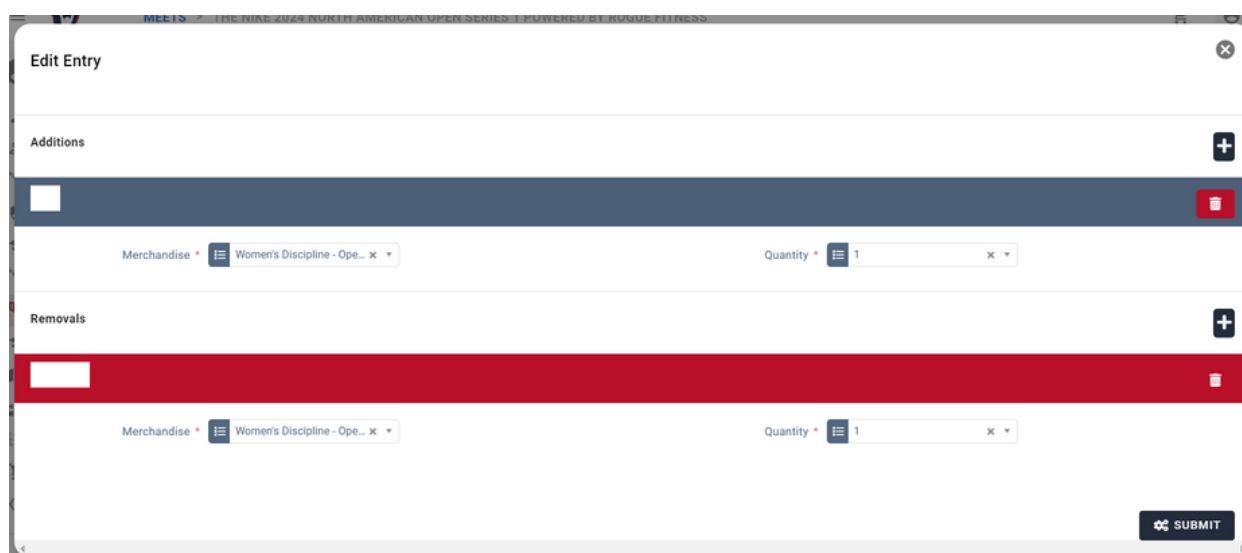 MEETS > THE NIKE 2024 NORTH AMERICAN OPEN SERIES 1 POWERED BY ROGUE FITNESS
Edit Entry
Additions
Merchandise * Women's Discipline - Ope... Quantity * 1
Removals
Merchandise * Women's Discipline - Ope... Quantity * 1
SUBMIT